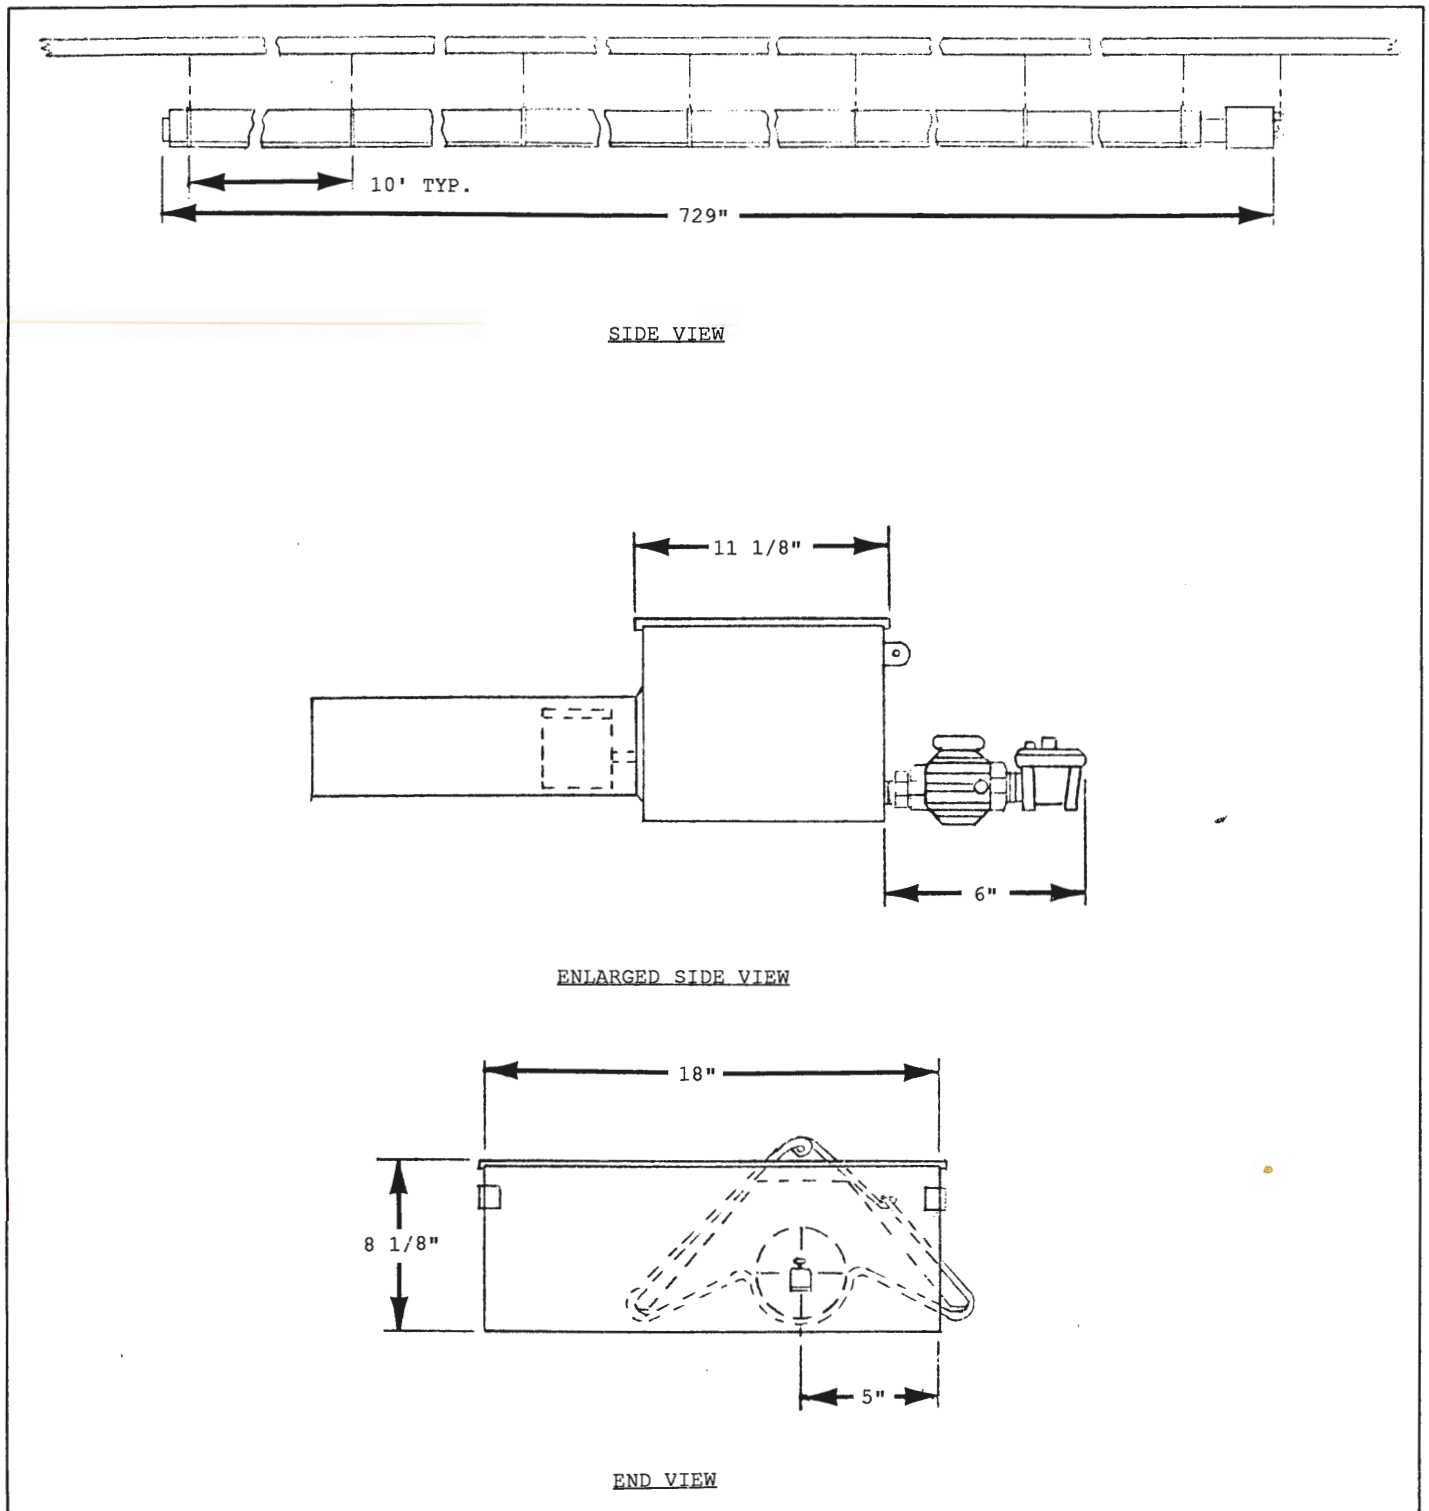 10' TYP.
729"
SIDE VIEW
11 1/8"
6"
ENLARGED SIDE VIEW
18"
8 1/8"
5"
END VIEW